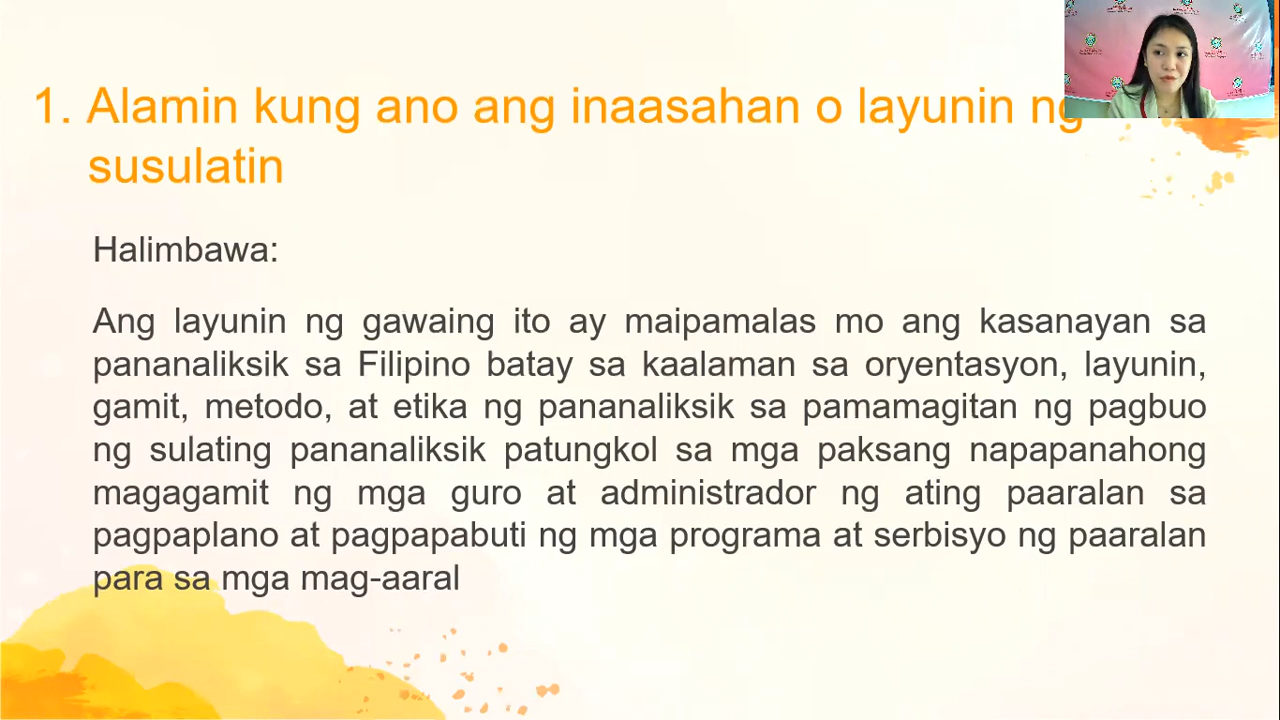 1. Alamin kung ano ang inaasahan o layunin ng
susulatin
Halimbawa:
Ang layunin ng gawaing ito ay maipamalas mo ang kasanayan sa
pananaliksik sa Filipino batay sa kaalaman sa oryentasyon, layunin,
gamit, metodo, at etika ng pananaliksik sa pamamagitan ng pagbuo
ng sulating pananaliksik patungkol sa mga paksang napapanahong
magagamit ng mga guro at administrador ng ating paaralan sa
pagpaplano at pagpapabuti ng mga programa at serbisyo ng paaralan
para sa mga mag-aaral